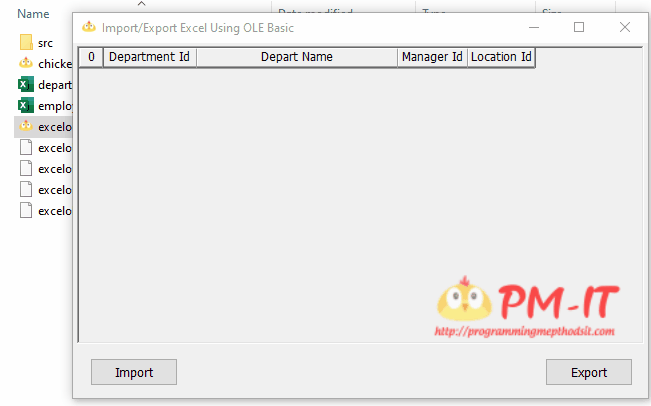 Name
Date modified Type Size
src
chicke
depart
employ
excelo
excelo
excelo
excelo
excelo
Import/Export Excel Using OLE Basic
0 Department Id Depart Name Manager Id Location Id
PM-IT
http://programmingmepthodsit.com
Import Export